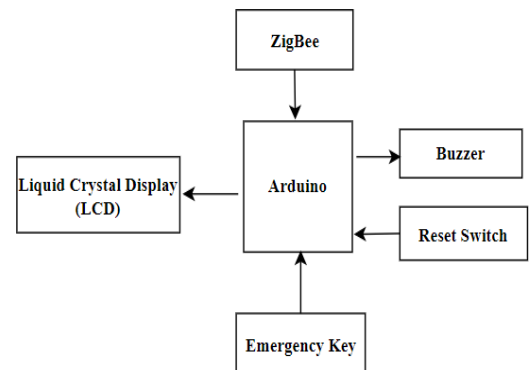 ZigBee
Buzzer
Liquid Crystal Display
(LCD)
Arduino
Reset Switch
Emergency Key